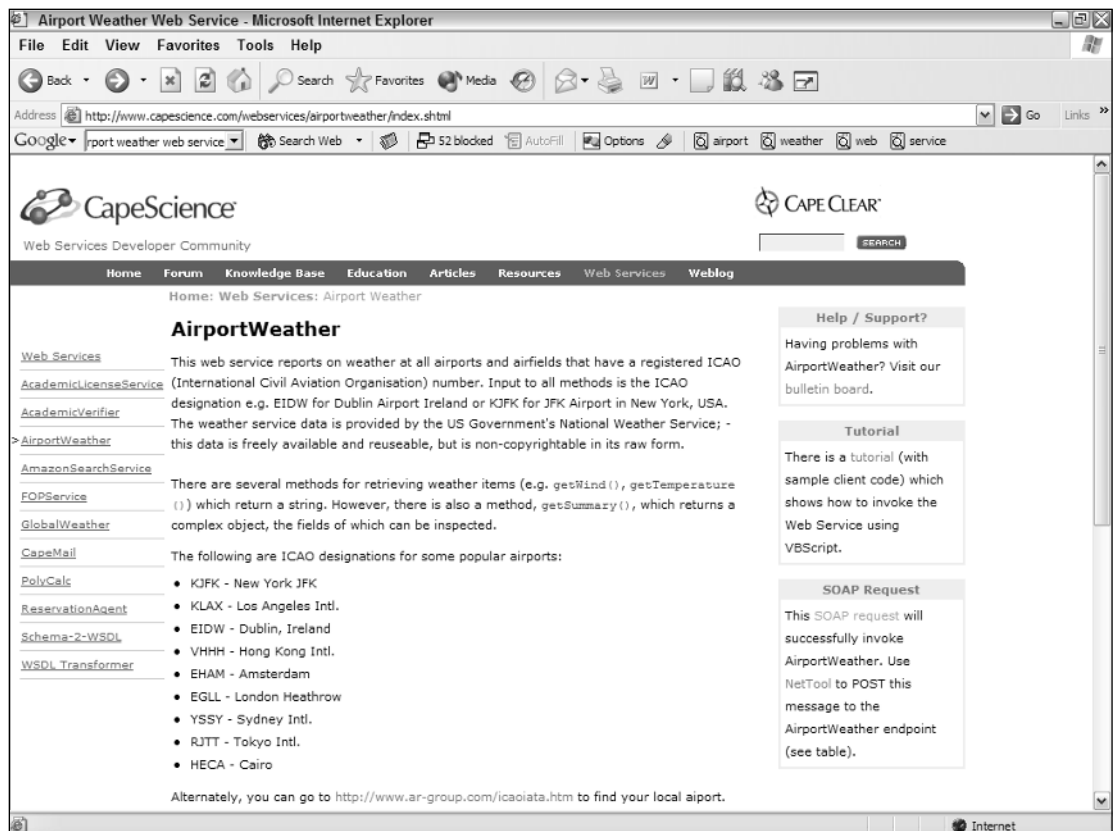 Airport Weather Web Service - Microsoft Internet Explorer
File Edit View Favorites Tools Help
Back Search Favorites Media
Address http://www.capescience.com/webservices/airportweather/index.shtml Go Links »
Google rport weather web service Search Web 52 blocked AutoFill Options airport weather web service
CapeScience
CAPE CLEAR
Web Services Developer Community
SEARCH
Home Forum Knowledge Base Education Articles Resources Web Services Weblog
Home: Web Services: Airport Weather
Web Services
AcademicLicenseService
AcademicVerifier
>AirportWeather
AmazonSearchService
FOPService
GlobalWeather
CapeMail
PolyCalc
ReservationAgent
Schema-2-WSDL
WSDL Transformer
AirportWeather
This web service reports on weather at all airports and airfields that have a registered ICAO
(International Civil Aviation Organisation) number. Input to all methods is the ICAO
designation e.g. EIDW for Dublin Airport Ireland or KJFK for JFK Airport in New York, USA.
The weather service data is provided by the US Government's National Weather Service; -
this data is freely available and reuseable, but is non-copyrightable in its raw form.
There are several methods for retrieving weather items (e.g. getWind(), getTemperature
()) which return a string. However, there is also a method, getSummary(), which returns a
complex object, the fields of which can be inspected.
The following are ICAO designations for some popular airports:
• KJFK - New York JFK
• KLAX - Los Angeles Intl.
• EIDW - Dublin, Ireland
• VHHH - Hong Kong Intl.
• EHAM - Amsterdam
• EGLL - London Heathrow
• YSSY - Sydney Intl.
• RJTT - Tokyo Intl.
• HECA - Cairo
Alternately, you can go to http://www.ar-group.com/icaoiata.htm to find your local aiport.
Help / Support?
Having problems with
AirportWeather? Visit our
bulletin board.
Tutorial
There is a tutorial (with
sample client code) which
shows how to invoke the
Web Service using
VBScript.
SOAP Request
This SOAP request will
successfully invoke
AirportWeather. Use
NetTool to POST this
message to the
AirportWeather endpoint
(see table).
Internet